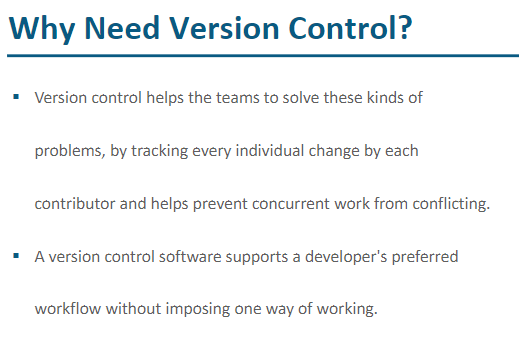 Why Need Version Control?
▪ Version control helps the teams to solve these kinds of
problems, by tracking every individual change by each
contributor and helps prevent concurrent work from conflicting.
▪ A version control software supports a developer's preferred
workflow without imposing one way of working.